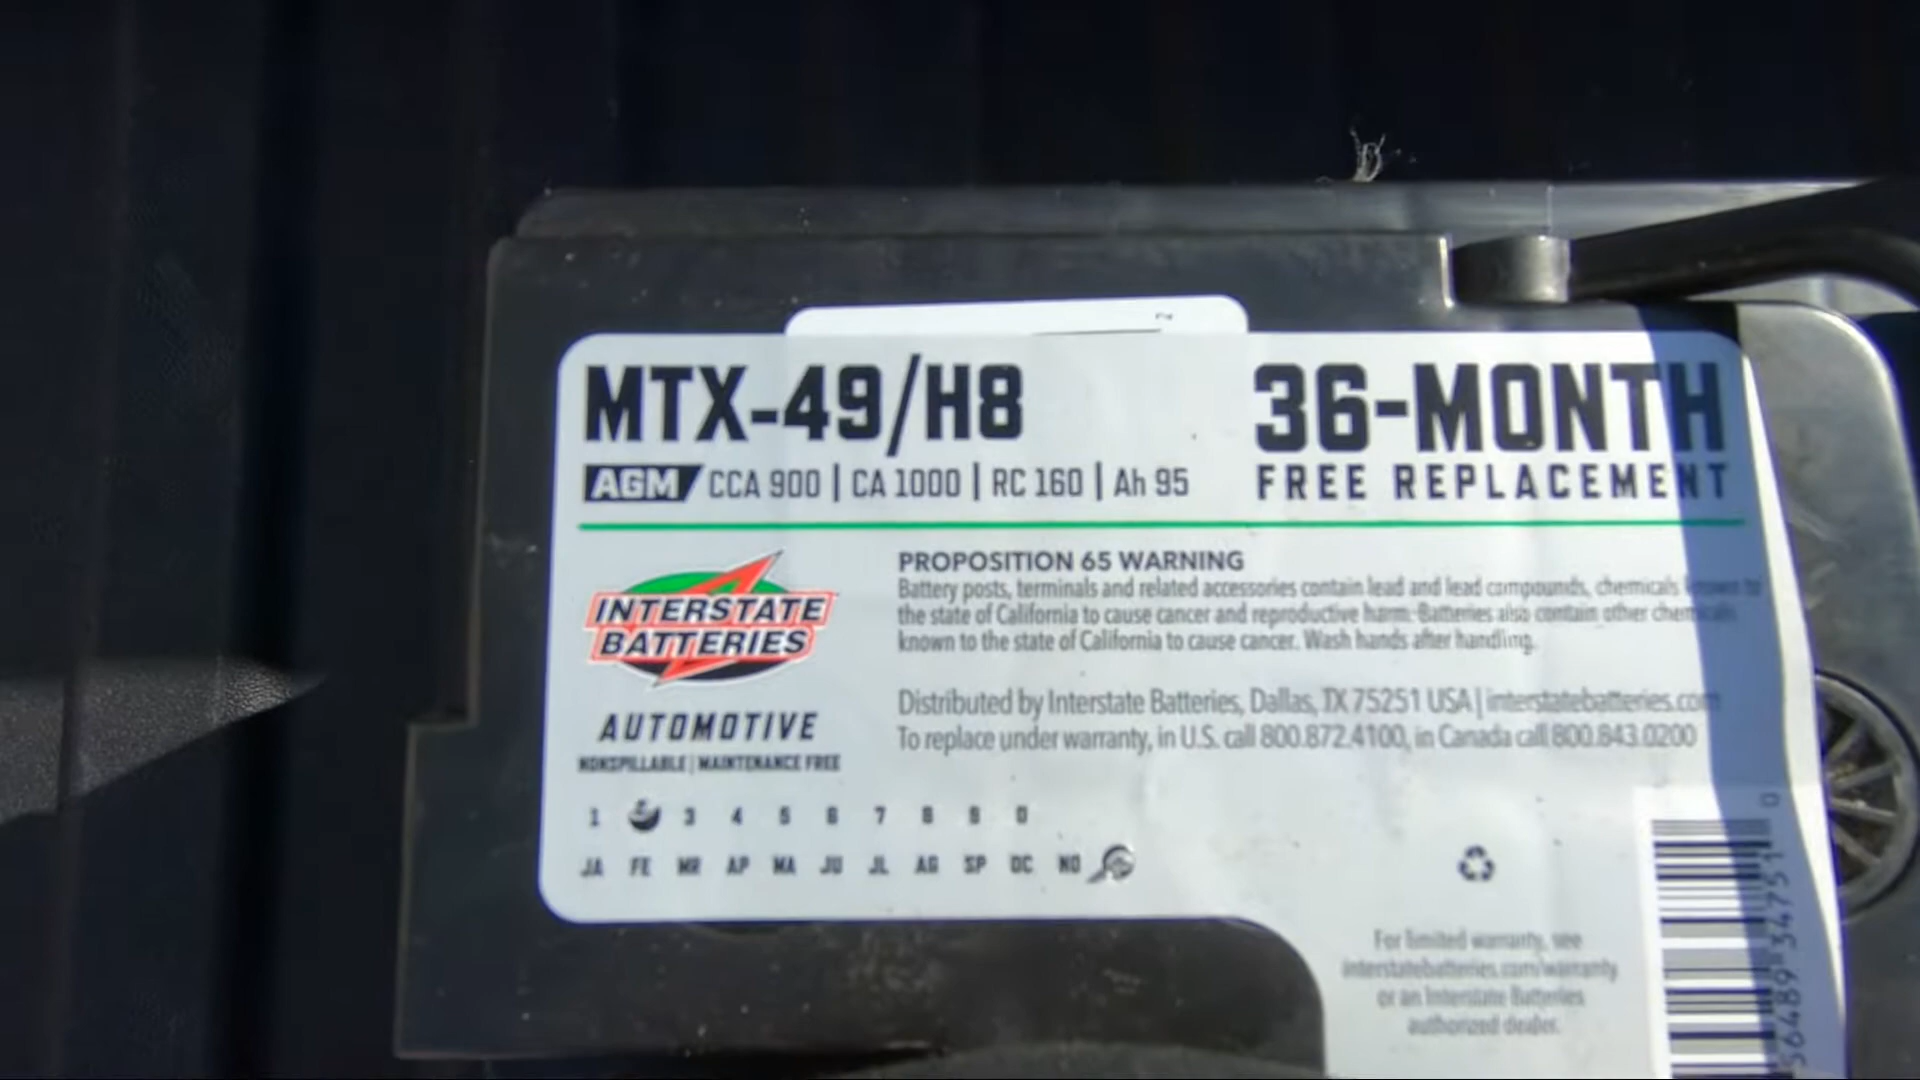 MTX-49/H8
AGM CCA 900 | CA 1000 | RC 160 | Ah 95
36-MONTH
FREE REPLACEMENT
INTERSTATE
BATTERIES
AUTOMOTIVE
NONSPILLABLE | MAINTENANCE FREE
PROPOSITION 65 WARNING
Battery posts, terminals and related accessories contain lead and lead compounds, chemicals known to
the state of California to cause cancer and reproductive harm. Batteries also contain other chemicals
known to the state of California to cause cancer. Wash hands after handling.
Distributed by Interstate Batteries, Dallas, TX 75251 USA | interstatebatteries.com
To replace under warranty, in U.S. call 800.872.4100, in Canada call 800.843.0200
1 3 4 5 6 7 8 9 0
JA FE MR AP MA JU JL AG SP OC NO
For limited warranty, see
interstatebatteries.com/warranty
or an Interstate Batteries
authorized dealer.